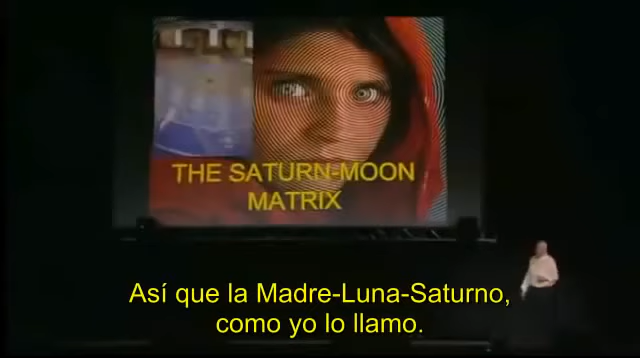 THE SATURN-MOON
MATRIX
Así que la Madre-Luna-Saturno,
como yo lo llamo.